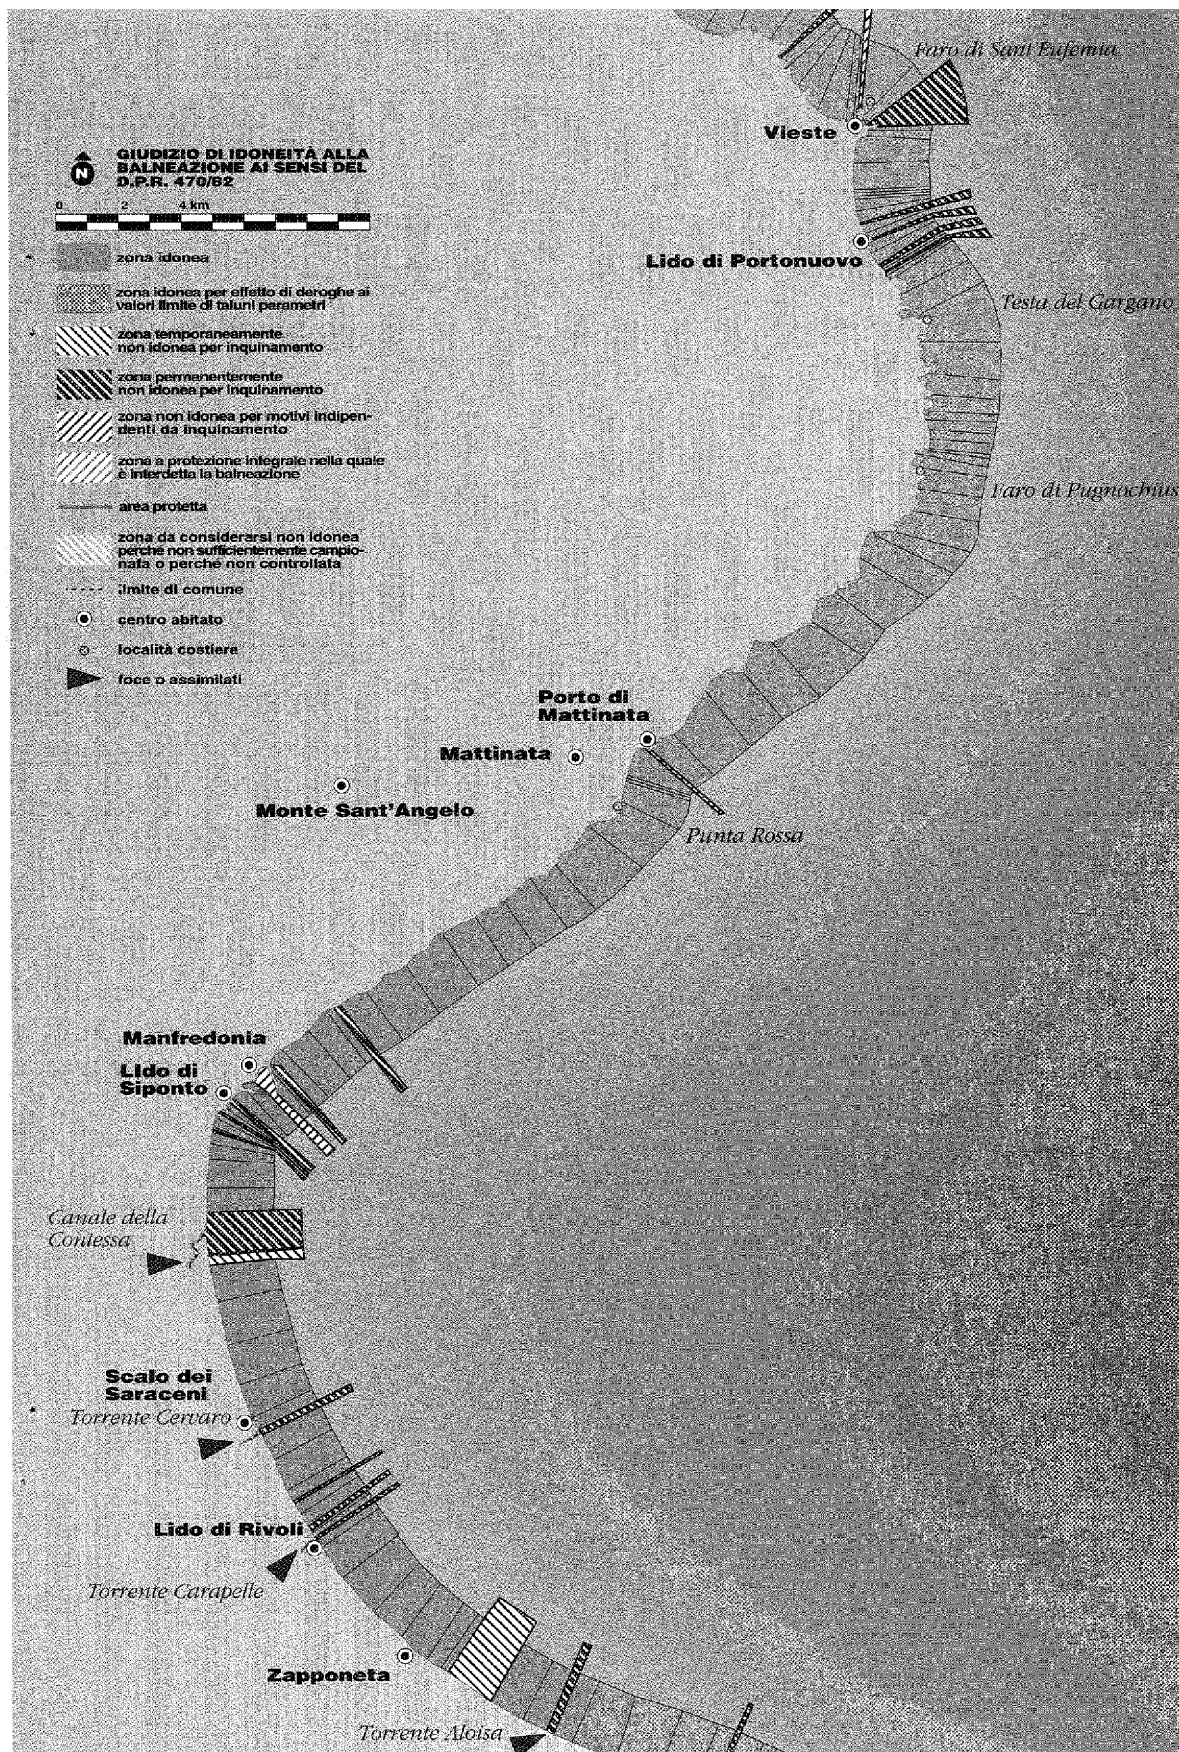 Faro di Sant Eufemia
Vieste
N
GIUDIZIO DI IDONEITÀ ALLA
BALNEAZIONE AI SENSI DEL
D.P.R. 470/82
0 2 4 km
zona idonea
zona idonea per effetto di deroghe ai
valori limite di taluni parametri
zona temporaneamente
non idonea per inquinamento
zona permanentemente
non idonea per inquinamento
zona non idonea per motivi indipen-
denti da inquinamento
zona a protezione integrale nella quale
è interdetta la balneazione
area protetta
zona da considerarsi non idonea
perché non sufficientemente campio-
nata o perché non controllata
limite di comune
centro abitato
località costiere
foce o assimilati
Lido di Portonuovo
Testa del Gargano
Faro di Pugnochius
Porto di
Mattinata
Mattinata
Monte Sant'Angelo
Punta Rossa
Manfredonia
Lido di
Siponto
Canale della
Contessa
Scalo dei
Saraceni
Torrente Cervaro
Lido di Rivoli
Torrente Carapelle
Zapponeta
Torrente Aloisa